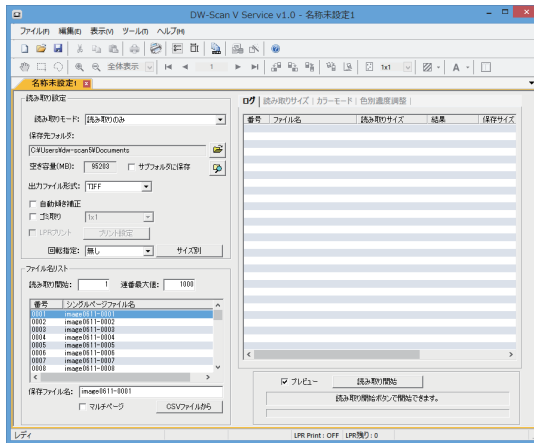 DW-Scan V Service v1.0 - 名称未設定1
ファイル(F) 編集(E) 表示(V) ツール(T) ヘルプ(H)
全体表示 1 1x1 A
名称未設定1
読み取り設定
読み取りモード: 読み取りのみ
保存先フォルダ:
C:¥Users¥dw-scan5¥Documents
空き容量(MB): 95203 サブフォルダに保存
出力ファイル形式: TIFF
自動傾き補正
ゴミ取り 1x1
LPRプリント プリント設定
回転指定: 無し サイズ別
ファイル名リスト
読み取り開始: 1 連番最大値: 1000
番号 シングルページファイル名
0001 image0611-0001
0002 image0611-0002
0003 image0611-0003
0004 image0611-0004
0005 image0611-0005
0006 image0611-0006
0007 image0611-0007
0008 image0611-0008
保存ファイル名: image0611-0001
マルチページ CSVファイルから
ログ 読み取りサイズ カラーモード 色別濃度調整
番号 ファイル名 読み取りサイズ 結果 保存サイズ
プレビュー 読み取り開始
読み取り開始ボタンで開始できます。
レディ LPR Print : OFF LPR残り : 0